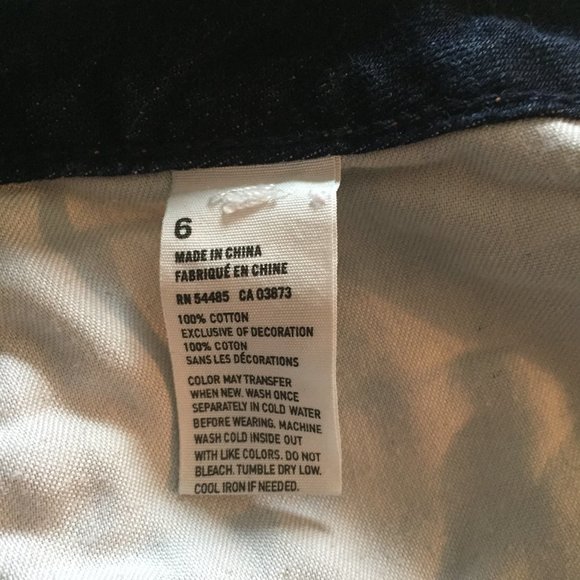 6
MADE IN CHINA
FABRIQUÉ EN CHINE
RN 54485 CA 03873
100% COTTON
EXCLUSIVE OF DECORATION
100% COTON
SANS LES DÉCORATIONS
COLOR MAY TRANSFER
WHEN NEW. WASH ONCE
SEPARATELY IN COLD WATER
BEFORE WEARING. MACHINE
WASH COLD INSIDE OUT
WITH LIKE COLORS. DO NOT
BLEACH. TUMBLE DRY LOW.
COOL IRON IF NEEDED.